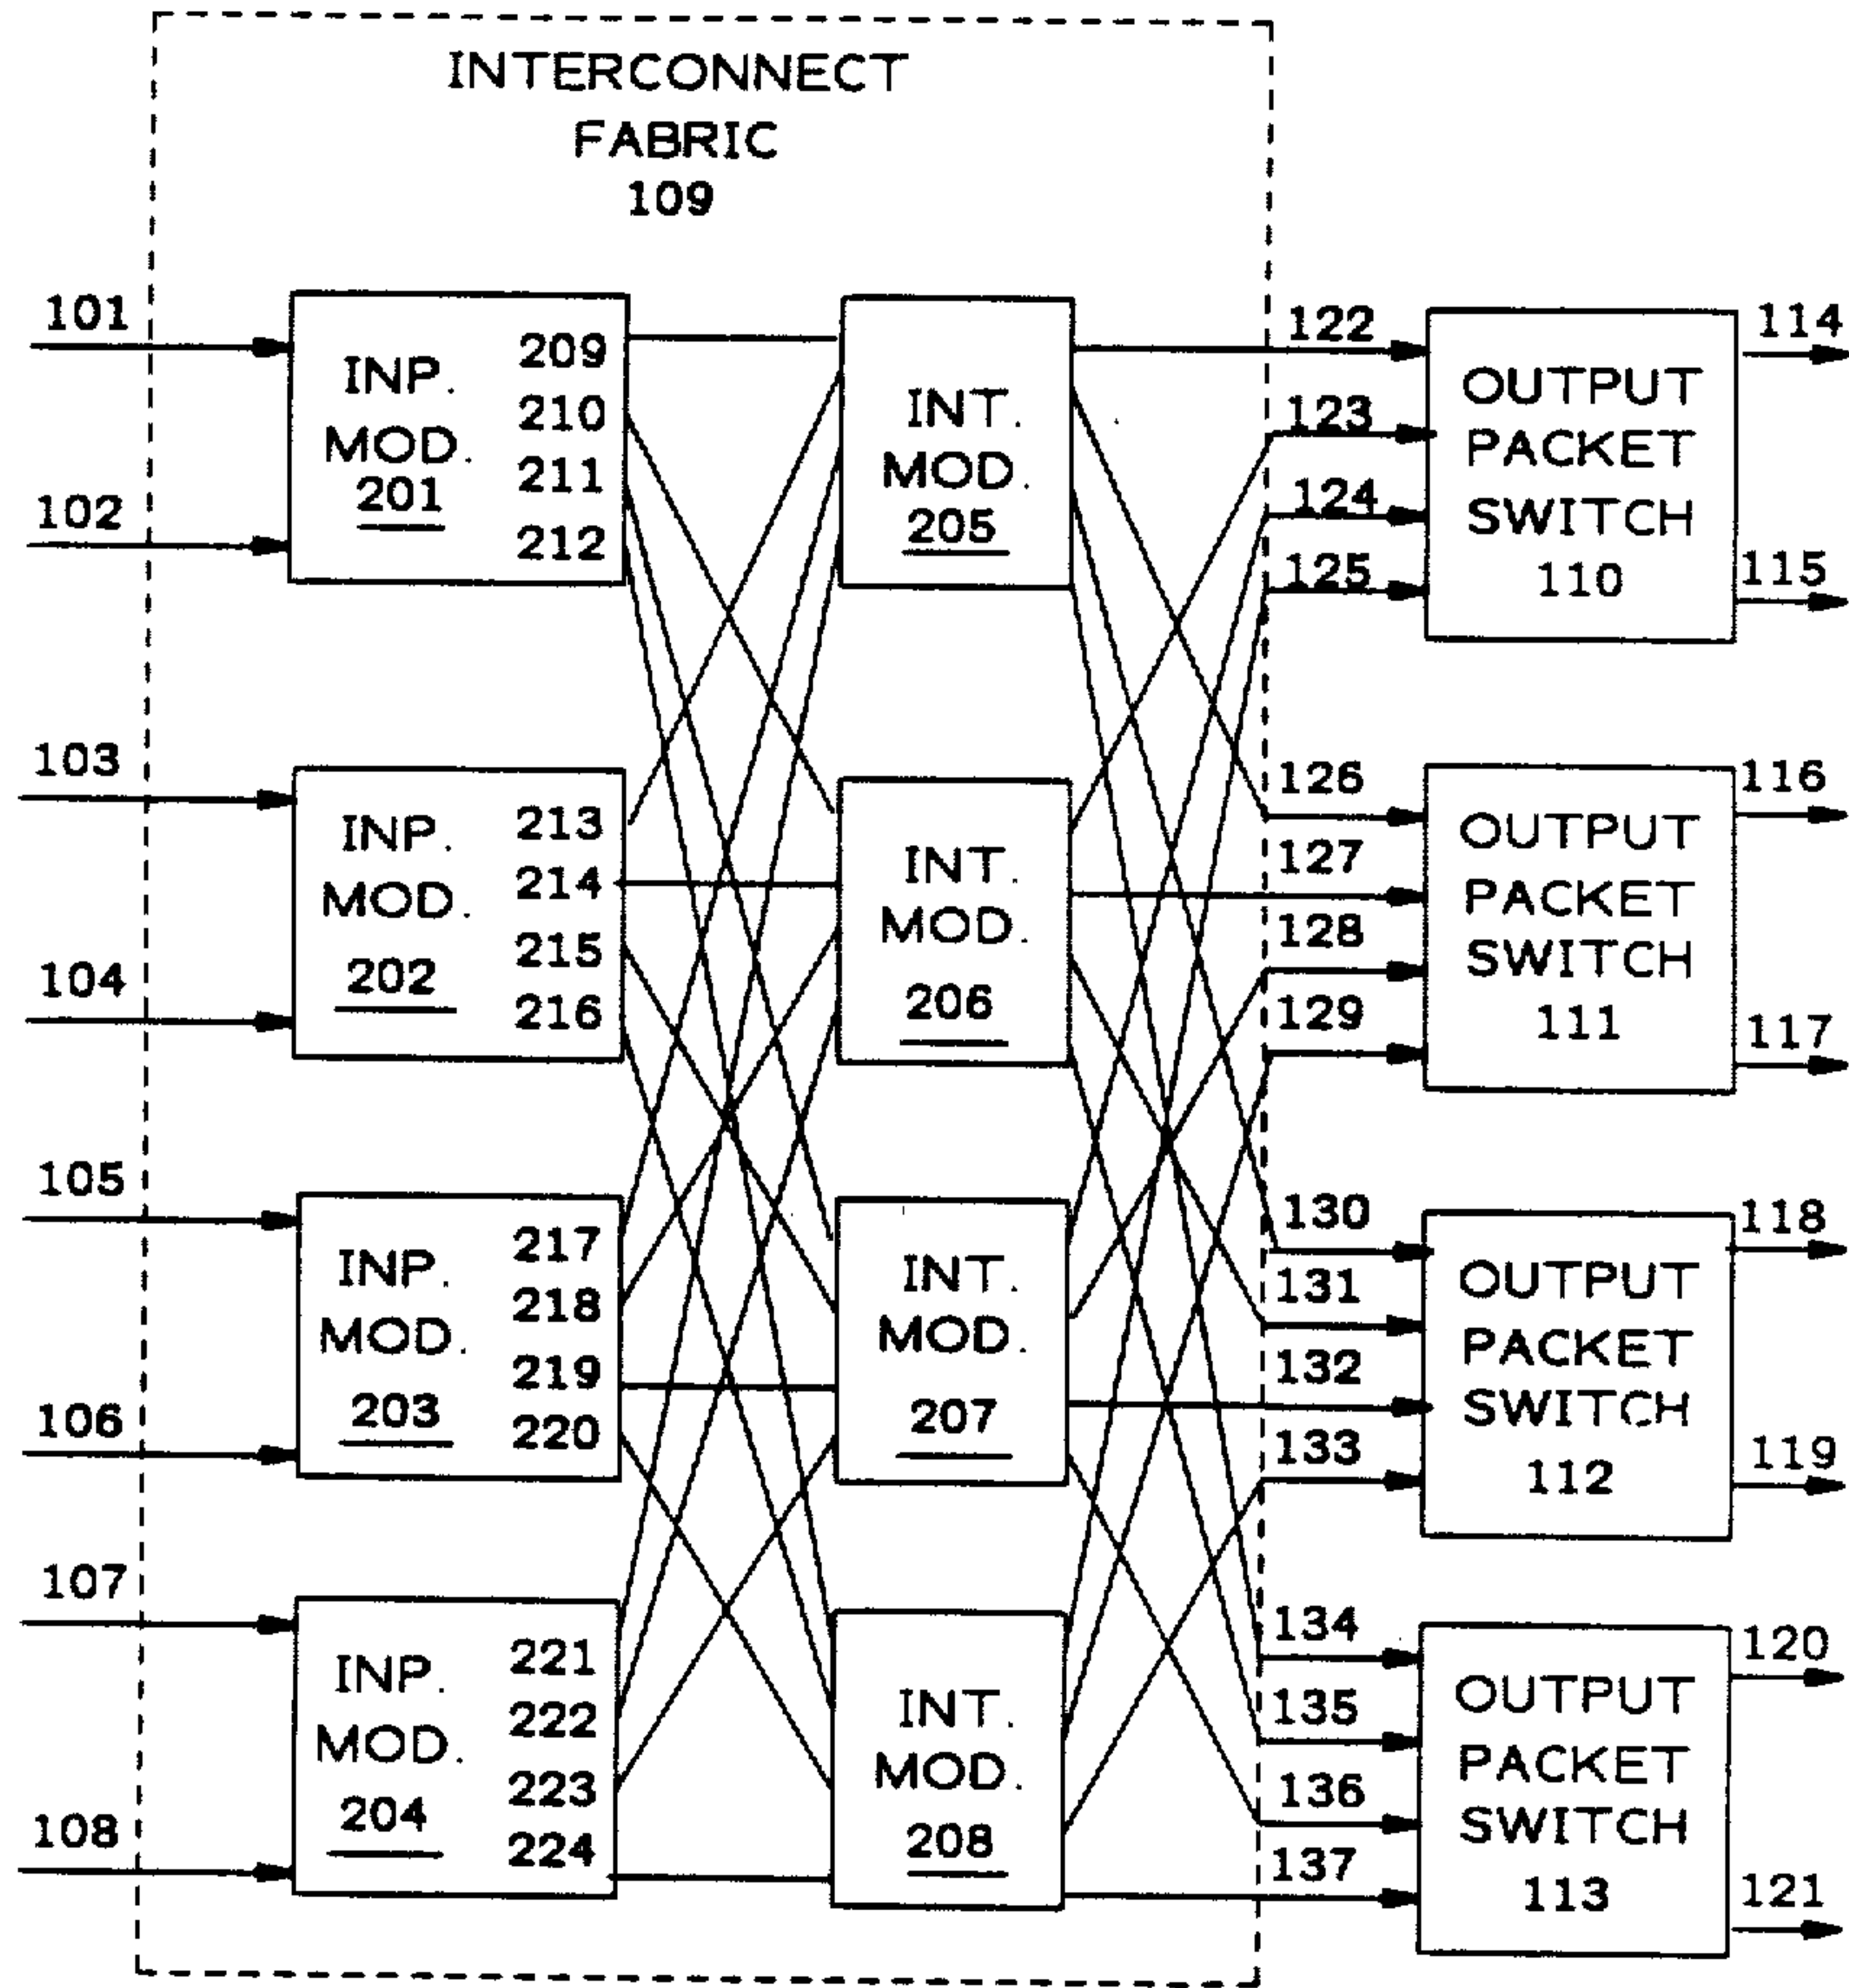 INTERCONNECT
FABRIC
109
101
102
INP.
MOD.
201
209
210
211
212
INT.
MOD.
205
122
123
124
125
OUTPUT
PACKET
SWITCH
110
114
115
103
104
INP.
MOD.
202
213
214
215
216
INT.
MOD.
206
126
127
128
129
OUTPUT
PACKET
SWITCH
111
116
117
105
106
INP.
MOD.
203
217
218
219
220
INT.
MOD.
207
130
131
132
133
OUTPUT
PACKET
SWITCH
112
118
119
107
108
INP.
MOD.
204
221
222
223
224
INT.
MOD.
208
134
135
136
137
OUTPUT
PACKET
SWITCH
113
120
121